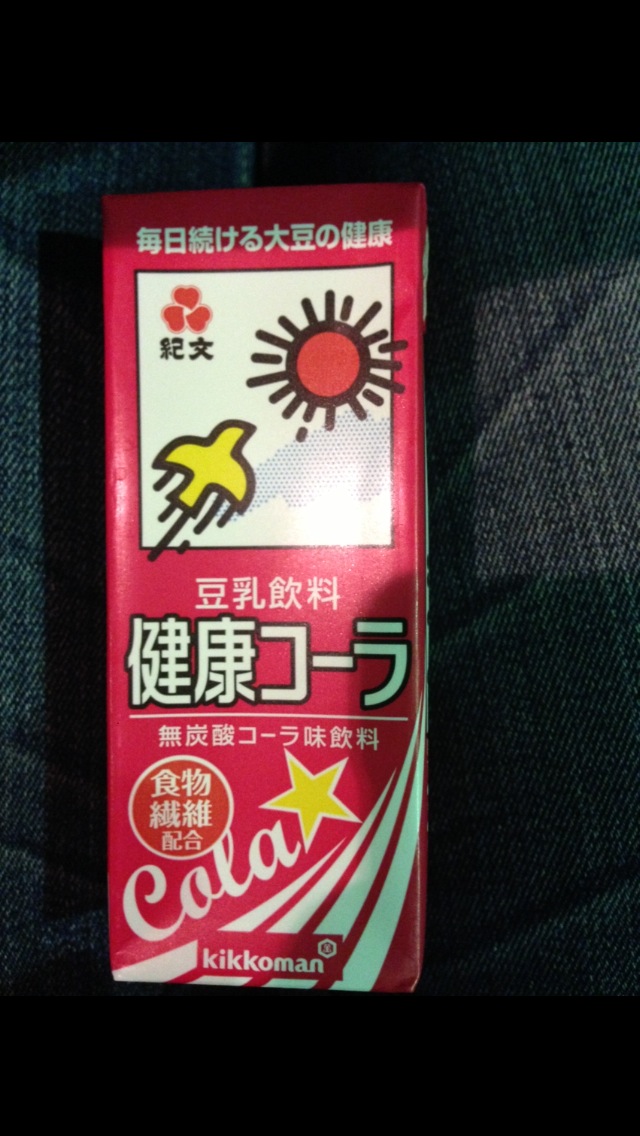 毎日続ける大豆の健康
紀文
豆乳飲料
健康コーラ
無炭酸コーラ味飲料
食物
繊維
配合
Cola
kikkoman